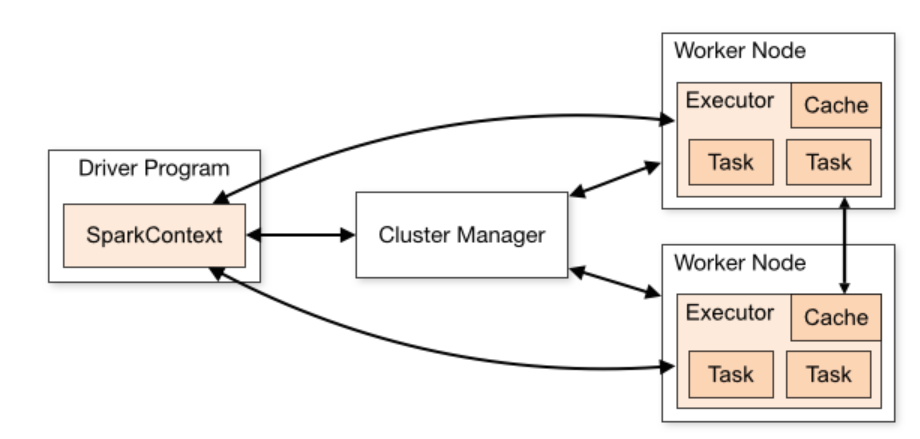 Driver Program
SparkContext
Cluster Manager
Worker Node
Executor
Cache
Task
Task
Worker Node
Executor
Cache
Task
Task